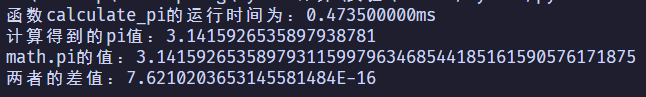 函数calculate_pi的运行时间为：0.473500000ms
计算得到的pi值：3.1415926535897938781
math.pi的值：3.141592653589793115997963468544185161590576171875
两者的差值：7.6210203653145581484E-16